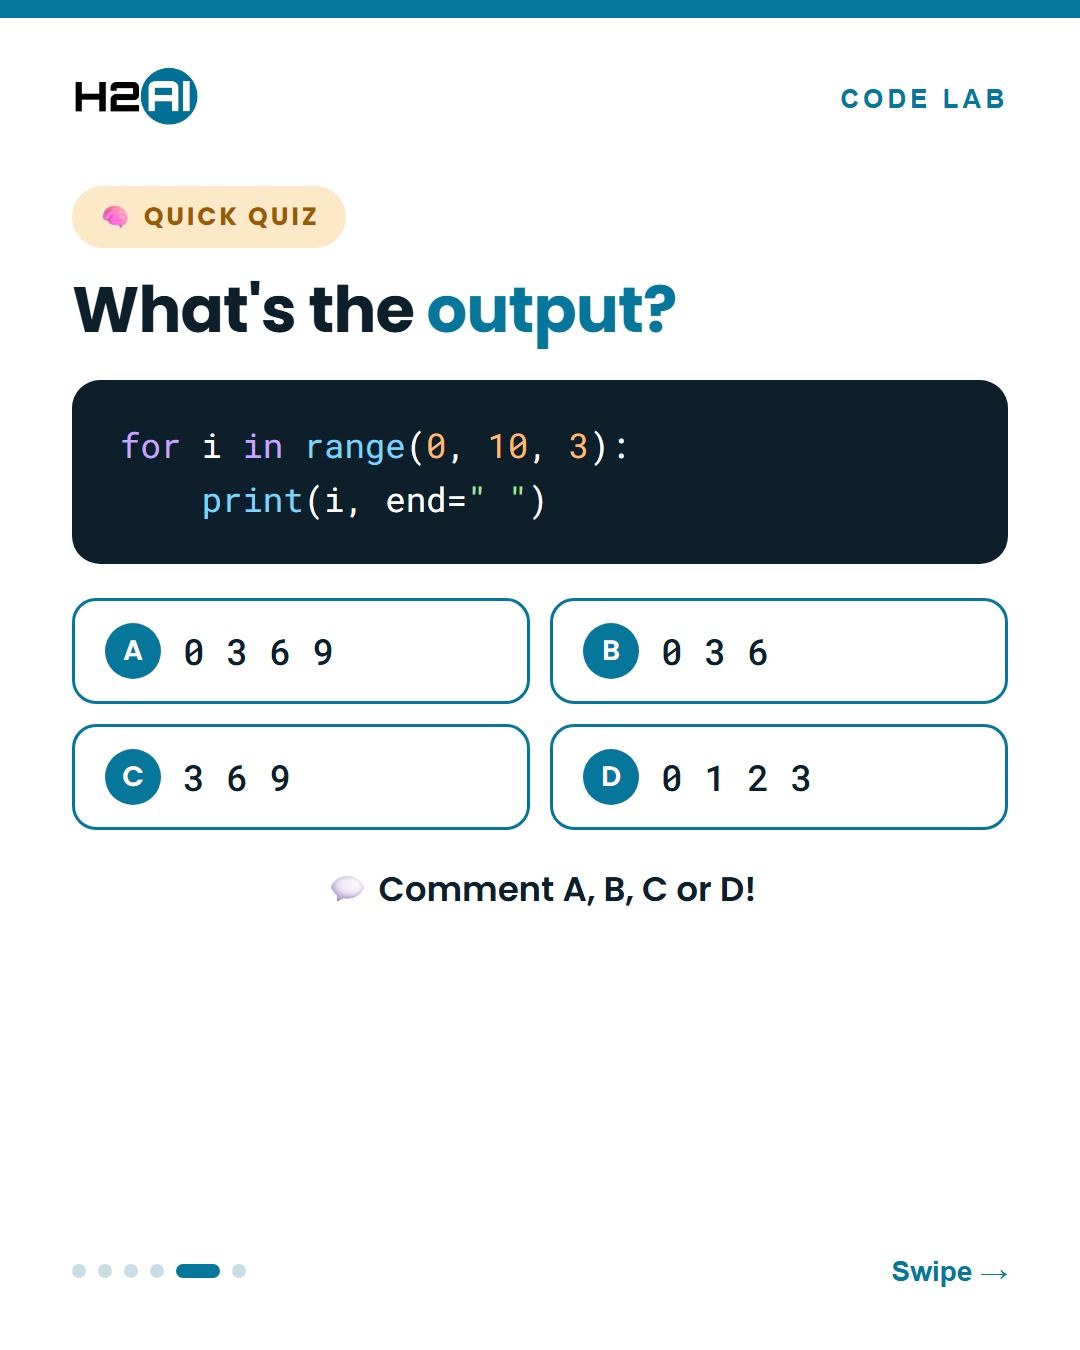 H2AI
CODE LAB
🧠 QUICK QUIZ
What's the output?
for i in range(0, 10, 3):
    print(i, end=" ")
A 0 3 6 9
B 0 3 6
C 3 6 9
D 0 1 2 3
💬 Comment A, B, C or D!
Swipe →